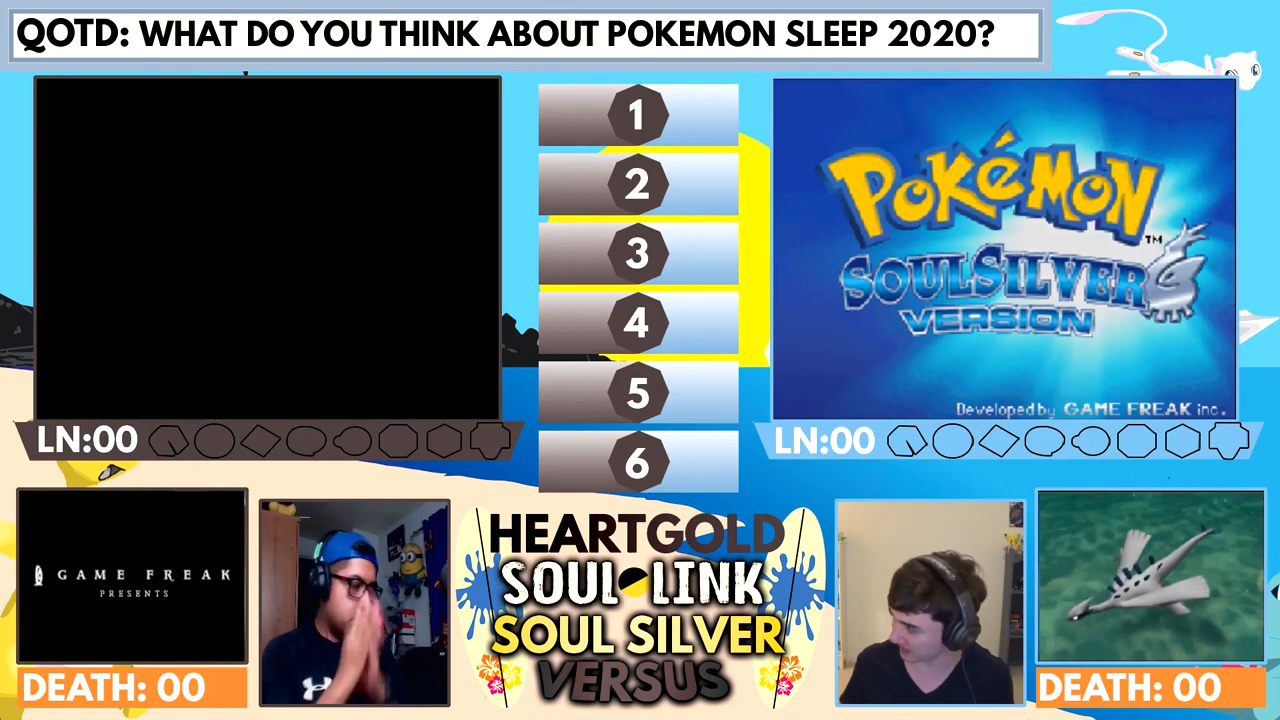 QOTD: WHAT DO YOU THINK ABOUT POKEMON SLEEP 2020?
1
2
3
4
5
6
POKéMON
TM
SOULSILVER
VERSION
Developed by GAME FREAK inc.
LN:00
LN:00
GAME FREAK
PRESENTS
HEARTGOLD
SOUL LINK
SOUL SILVER
VERSUS
DEATH: 00
DEATH: 00